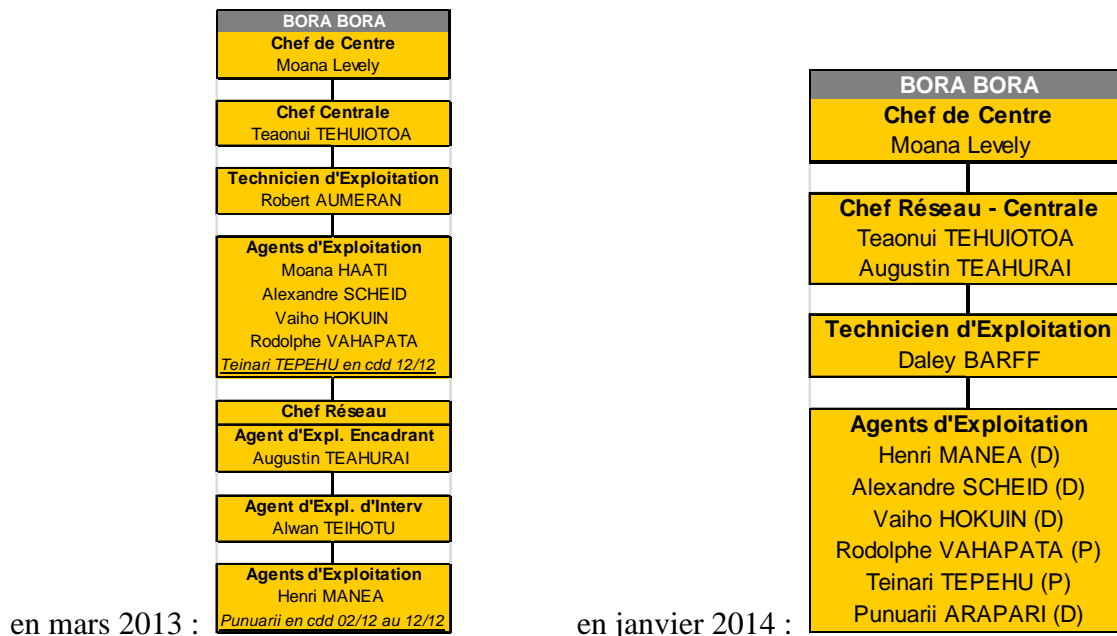 BORA BORA
Chef de Centre
Moana Levely
Chef Centrale
Teaonui TEHUIOTOA
Technicien d'Exploitation
Robert AUMERAN
Agents d'Exploitation
Moana HAATI
Alexandre SCHEID
Vaiho HOKUIN
Rodolphe VAHAPATA
Teinari TEPEHU en cdd 12/12
Chef Réseau
Agent d'Expl. Encadrant
Augustin TEAHURAI
Agent d'Expl. d'Interv
Alwan TEIHOTU
Agents d'Exploitation
Henri MANEA
Punuarii en cdd 02/12 au 12/12
en mars 2013 :
BORA BORA
Chef de Centre
Moana Levely
Chef Réseau - Centrale
Teaonui TEHUIOTOA
Augustin TEAHURAI
Technicien d'Exploitation
Daley BARFF
Agents d'Exploitation
Henri MANEA (D)
Alexandre SCHEID (D)
Vaiho HOKUIN (D)
Rodolphe VAHAPATA (P)
Teinari TEPEHU (P)
Punuarii ARAPARI (D)
en janvier 2014 :